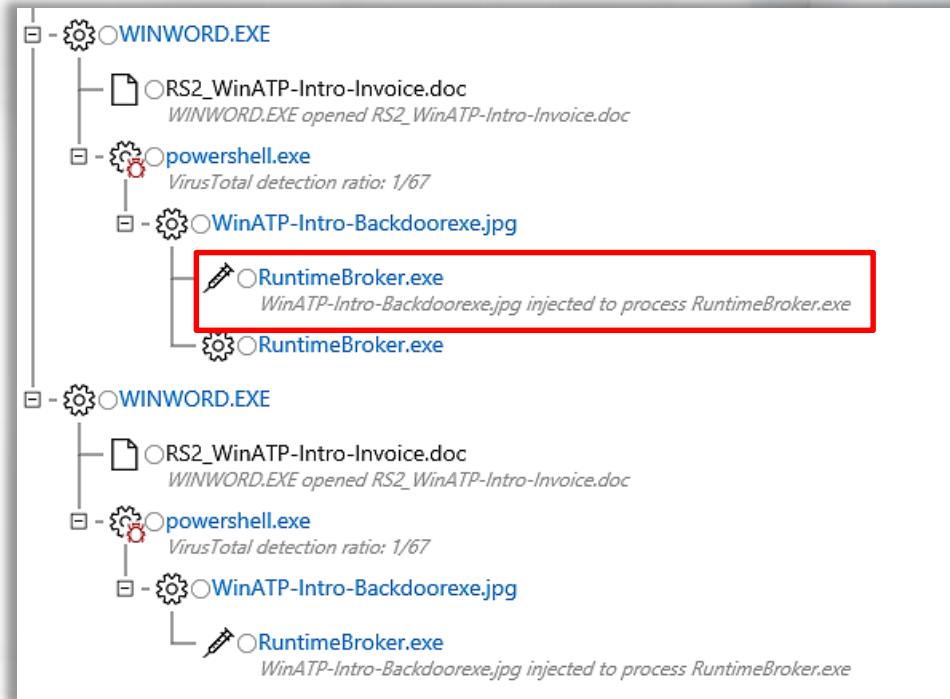 WINWORD.EXE
RS2_WinATP-Intro-Invoice.doc
WINWORD.EXE opened RS2_WinATP-Intro-Invoice.doc
powershell.exe
VirusTotal detection ratio: 1/67
WinATP-Intro-Backdoorexe.jpg
RuntimeBroker.exe
WinATP-Intro-Backdoorexe.jpg injected to process RuntimeBroker.exe
RuntimeBroker.exe
WINWORD.EXE
RS2_WinATP-Intro-Invoice.doc
WINWORD.EXE opened RS2_WinATP-Intro-Invoice.doc
powershell.exe
VirusTotal detection ratio: 1/67
WinATP-Intro-Backdoorexe.jpg
RuntimeBroker.exe
WinATP-Intro-Backdoorexe.jpg injected to process RuntimeBroker.exe